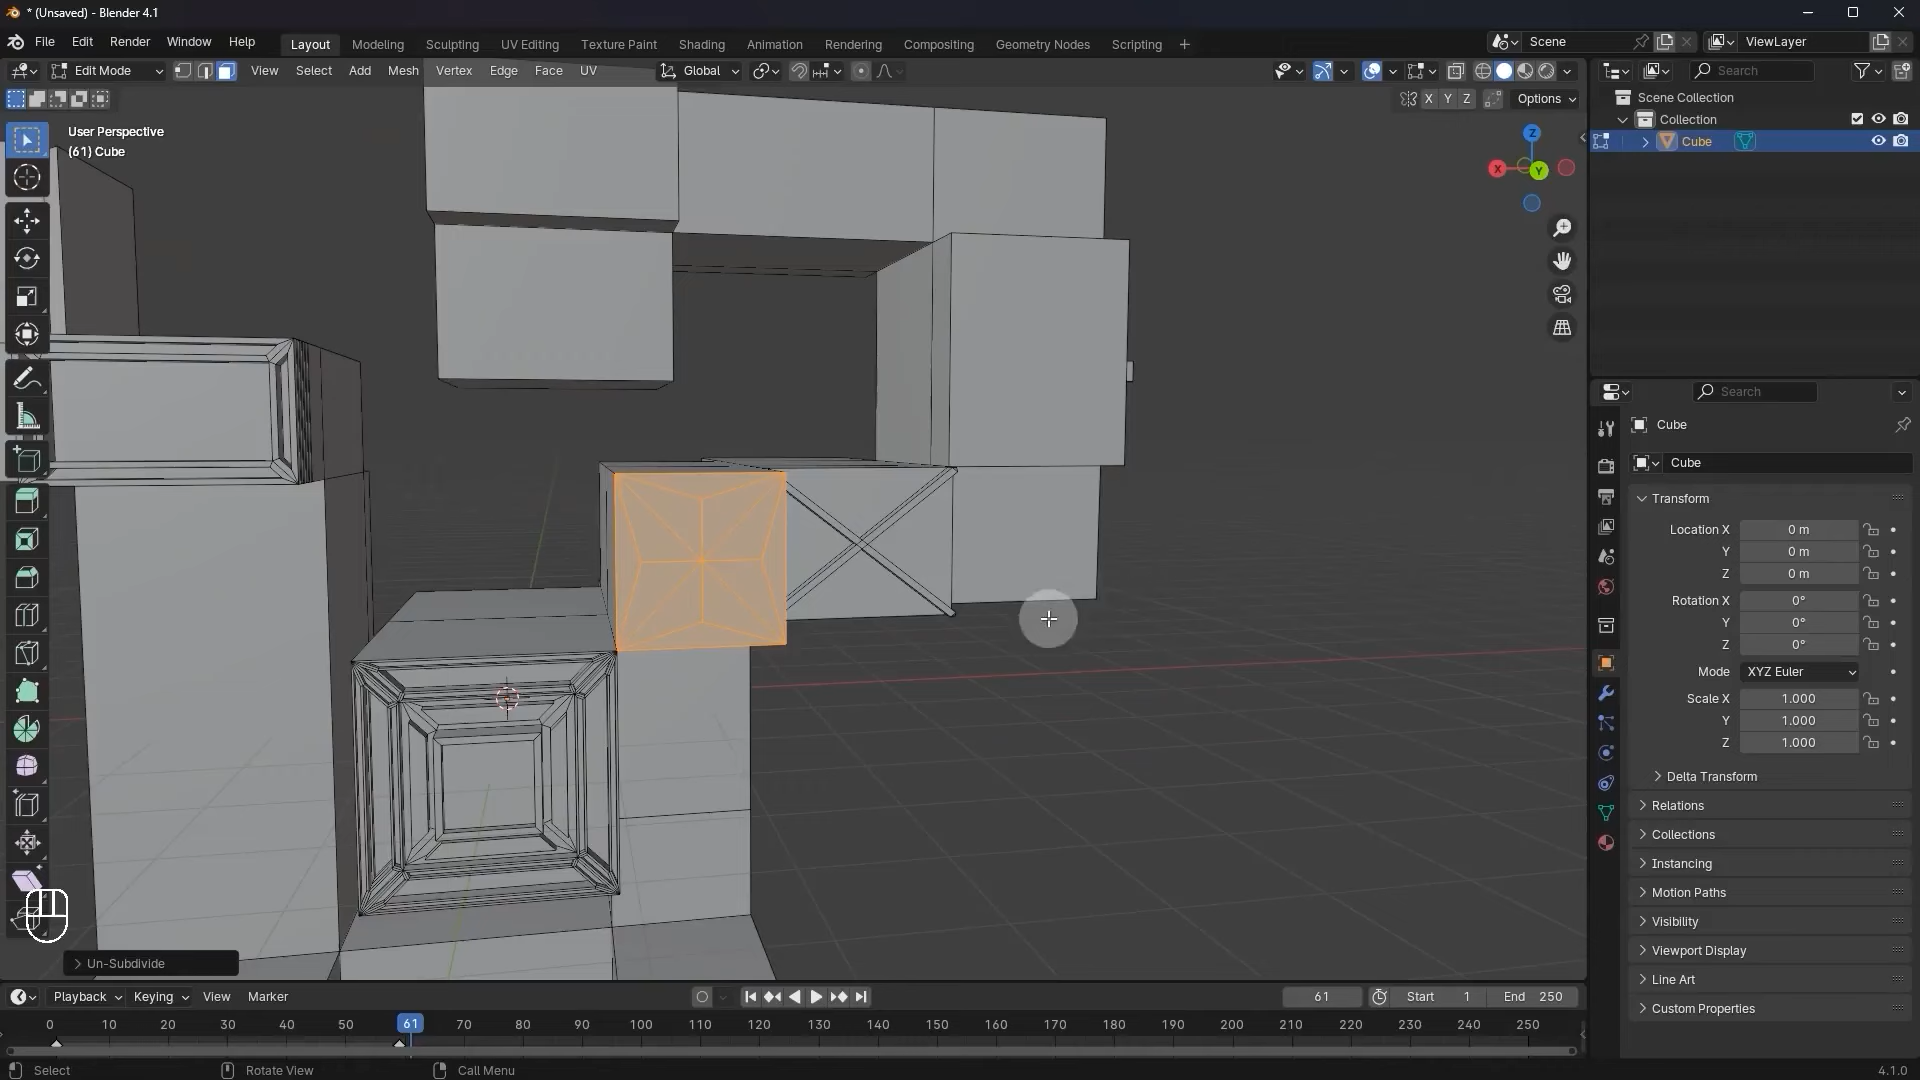 * (Unsaved) - Blender 4.1
File Edit Render Window Help
Layout Modeling Sculpting UV Editing Texture Paint Shading Animation Rendering Compositing Geometry Nodes Scripting
Scene
ViewLayer
Edit Mode
View Select Add Mesh Vertex Edge Face UV
Global
Search
X Y Z
Options
User Perspective
(61) Cube
Z
X
Y
Scene Collection
Collection
Cube
Search
Cube
Cube
Transform
Location X 0 m
Y 0 m
Z 0 m
Rotation X 0°
Y 0°
Z 0°
Mode XYZ Euler
Scale X 1.000
Y 1.000
Z 1.000
Delta Transform
Relations
Collections
Instancing
Motion Paths
Visibility
Viewport Display
Line Art
Custom Properties
Un-Subdivide
Playback Keying View Marker
61
Start 1
End 250
0 10 20 30 40 50 61 70 80 90 100 110 120 130 140 150 160 170 180 190 200 210 220 230 240 250
Select
Rotate View
Call Menu
4.1.0